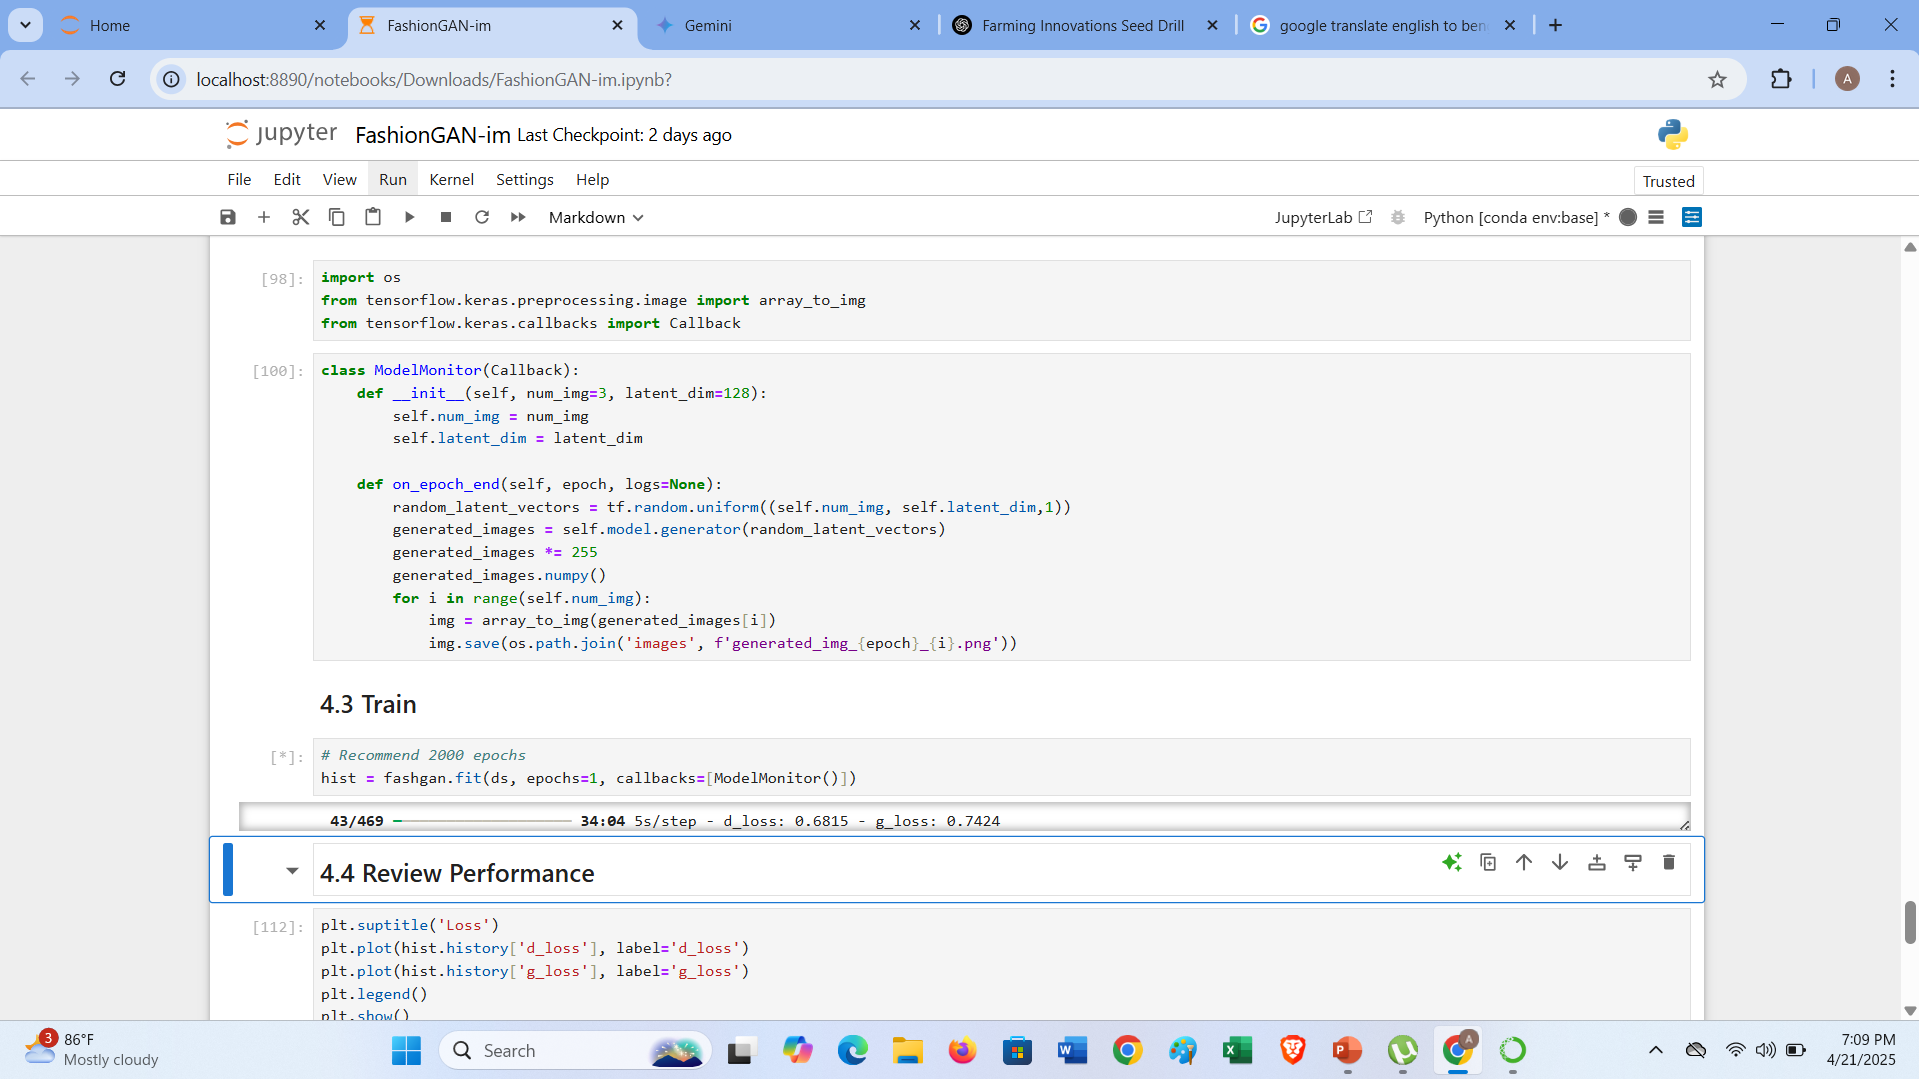 Home
FashionGAN-im
Gemini
Farming Innovations Seed Drill
google translate english to ben
localhost:8890/notebooks/Downloads/FashionGAN-im.ipynb?
A
jupyter FashionGAN-im Last Checkpoint: 2 days ago
File Edit View Run Kernel Settings Help
Trusted
Markdown
JupyterLab
Python [conda env:base] *
[98]:
import os
from tensorflow.keras.preprocessing.image import array_to_img
from tensorflow.keras.callbacks import Callback
[100]:
class ModelMonitor(Callback):
    def __init__(self, num_img=3, latent_dim=128):
        self.num_img = num_img
        self.latent_dim = latent_dim
    def on_epoch_end(self, epoch, logs=None):
        random_latent_vectors = tf.random.uniform((self.num_img, self.latent_dim,1))
        generated_images = self.model.generator(random_latent_vectors)
        generated_images *= 255
        generated_images.numpy()
        for i in range(self.num_img):
            img = array_to_img(generated_images[i])
            img.save(os.path.join('images', f'generated_img_{epoch}_{i}.png'))
4.3 Train
[*]:
# Recommend 2000 epochs
hist = fashgan.fit(ds, epochs=1, callbacks=[ModelMonitor()])
43/469 34:04 5s/step - d_loss: 0.6815 - g_loss: 0.7424
4.4 Review Performance
[112]:
plt.suptitle('Loss')
plt.plot(hist.history['d_loss'], label='d_loss')
plt.plot(hist.history['g_loss'], label='g_loss')
plt.legend()
plt.show()
3
86°F
Mostly cloudy
Search
A
7:09 PM
4/21/2025